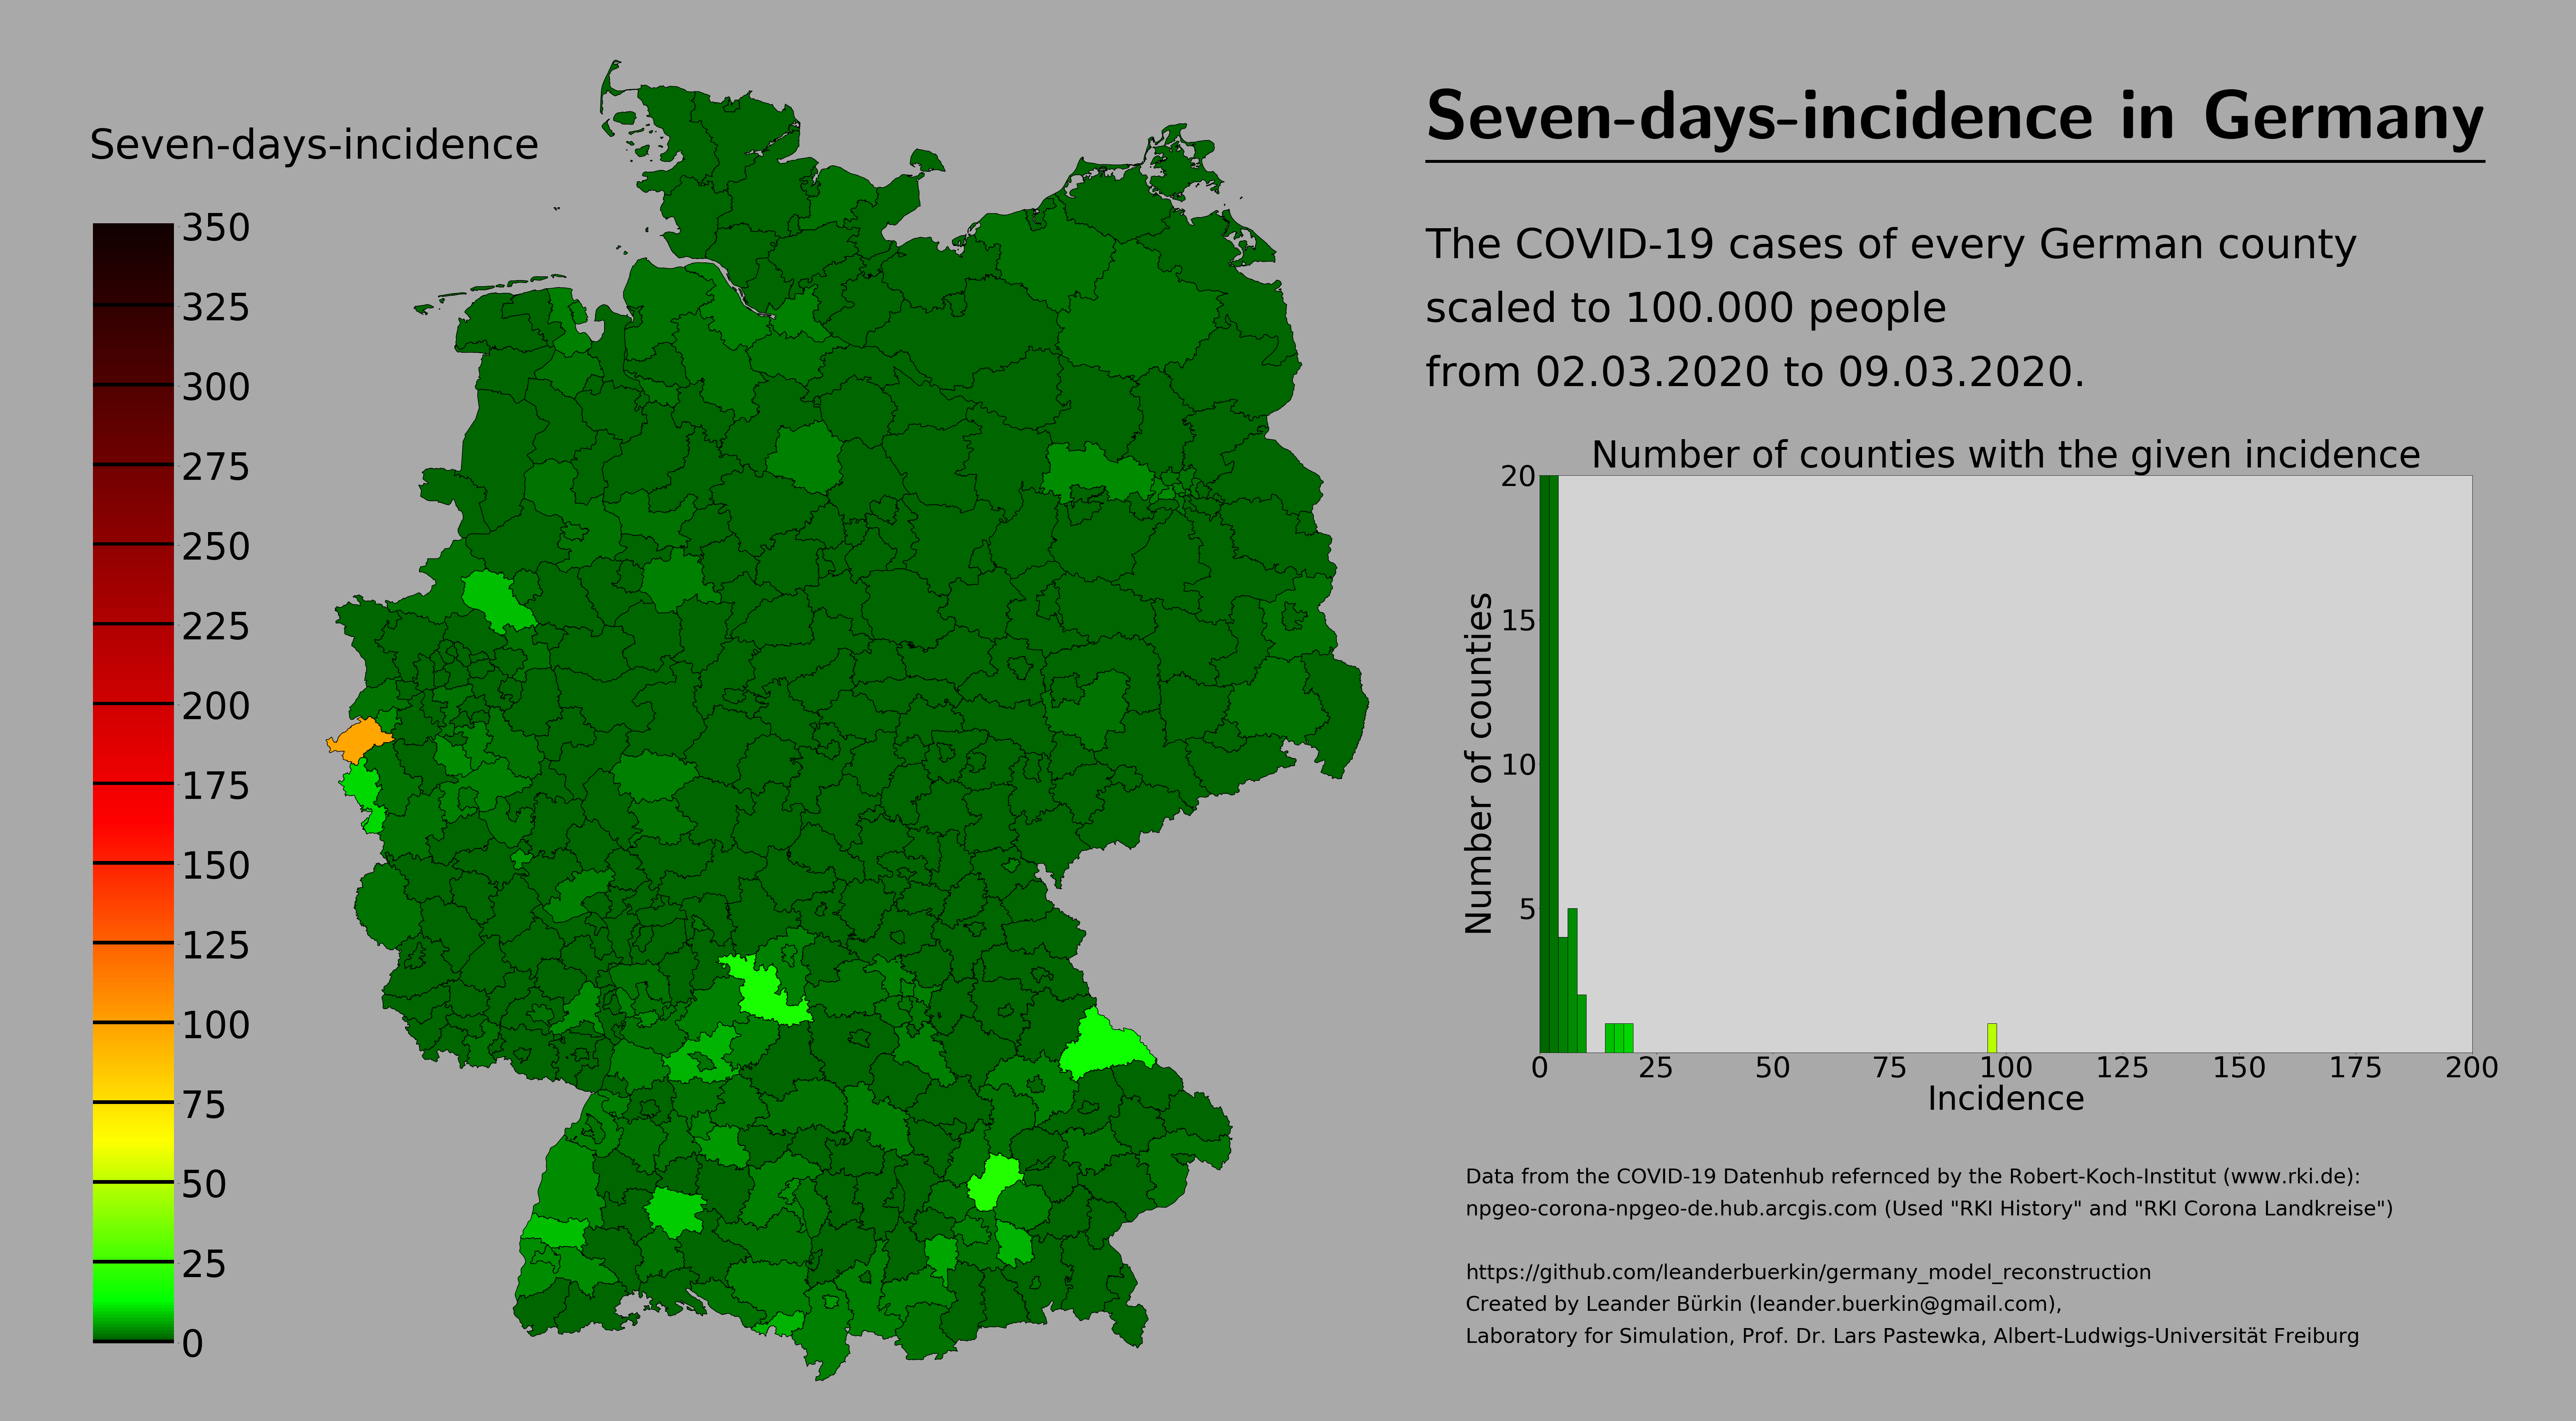 Seven-days-incidence in Germany
Seven-days-incidence
350
325
300
275
250
225
200
175
150
125
100
75
50
25
0
The COVID-19 cases of every German county
scaled to 100.000 people
from 02.03.2020 to 09.03.2020.
Number of counties with the given incidence
Number of counties
20
15
10
5
0 25 50 75 100 125 150 175 200
Incidence
Data from the COVID-19 Datenhub refernced by the Robert-Koch-Institut (www.rki.de):
npgeo-corona-npgeo-de.hub.arcgis.com (Used "RKI History" and "RKI Corona Landkreise")
https://github.com/leanderbuerkin/germany_model_reconstruction
Created by Leander Bürkin (leander.buerkin@gmail.com),
Laboratory for Simulation, Prof. Dr. Lars Pastewka, Albert-Ludwigs-Universität Freiburg